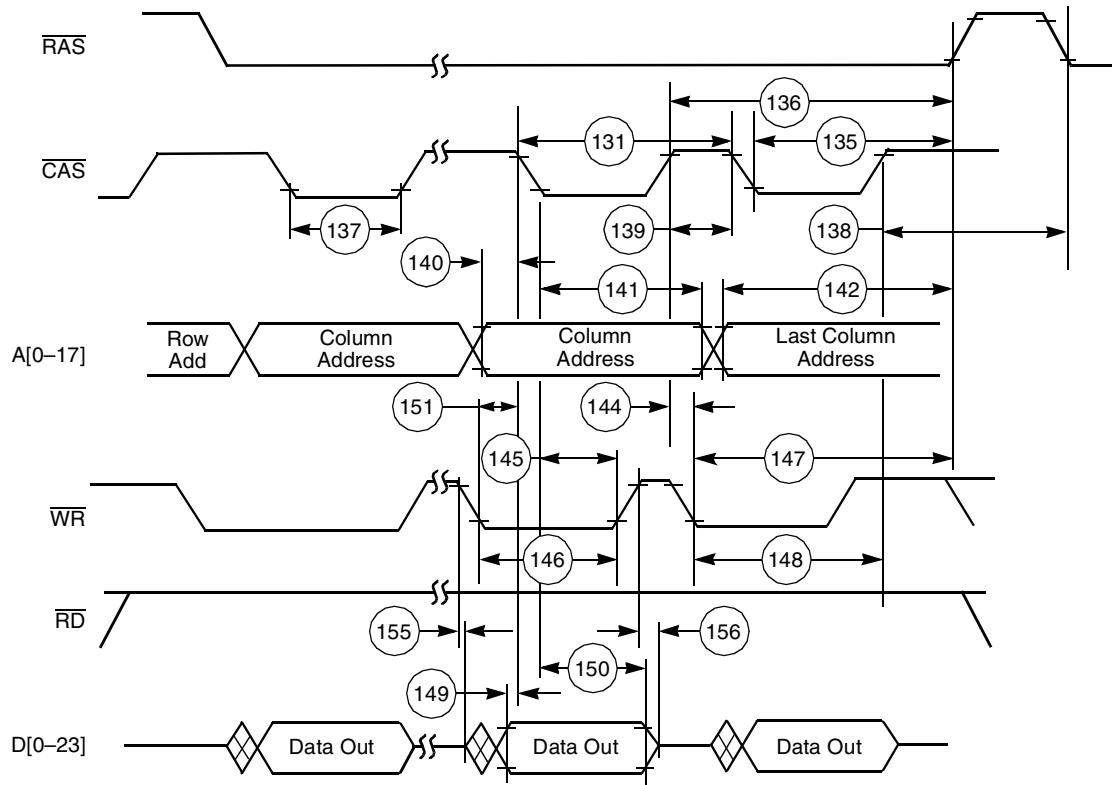 RAS
136
CAS
131
135
137
139
138
140
141
142
A[0–17]
Row
Add
Column
Address
Column
Address
Last Column
Address
151
144
145
147
WR
146
148
RD
155
156
150
149
D[0–23]
Data Out
Data Out
Data Out